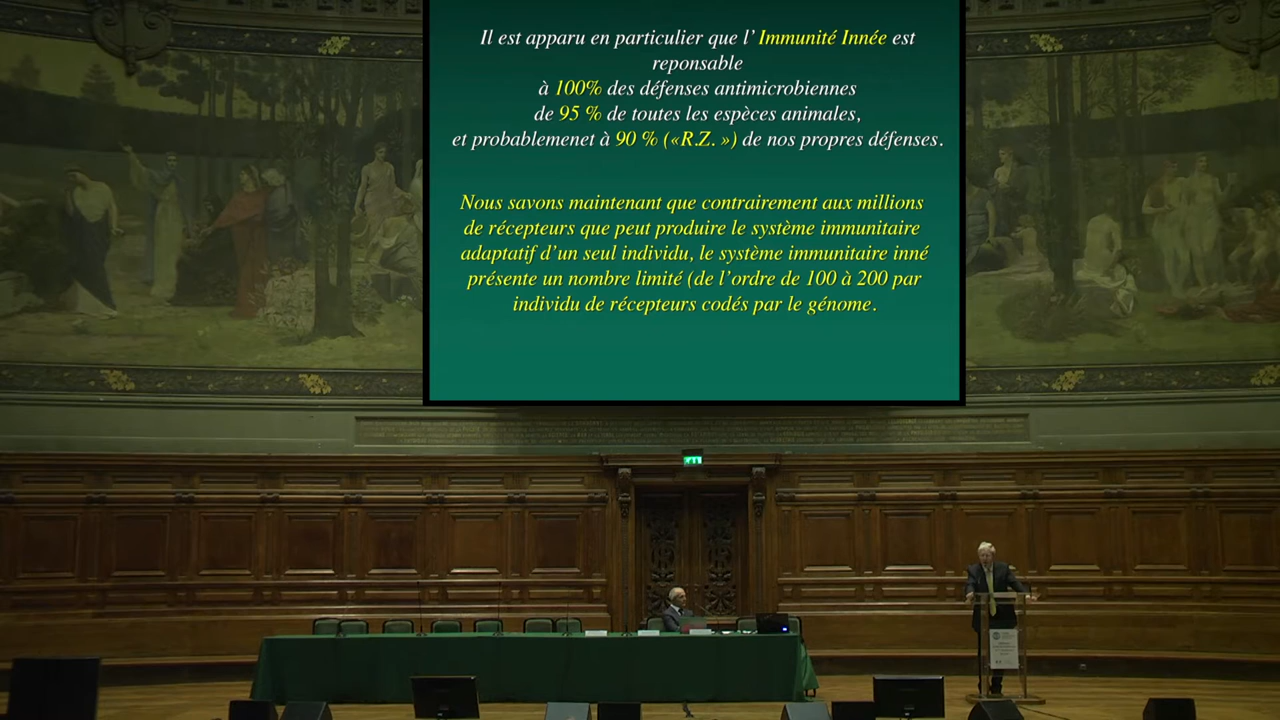 Il est apparu en particulier que l’ Immunité Innée est
reponsable
à 100% des défenses antimicrobiennes
de 95 % de toutes les espèces animales,
et probablemenet à 90 % («R.Z. ») de nos propres défenses.
Nous savons maintenant que contrairement aux millions
de récepteurs que peut produire le système immunitaire
adaptatif d’un seul individu, le système immunitaire inné
présente un nombre limité (de l’ordre de 100 à 200 par
individu de récepteurs codés par le génome.